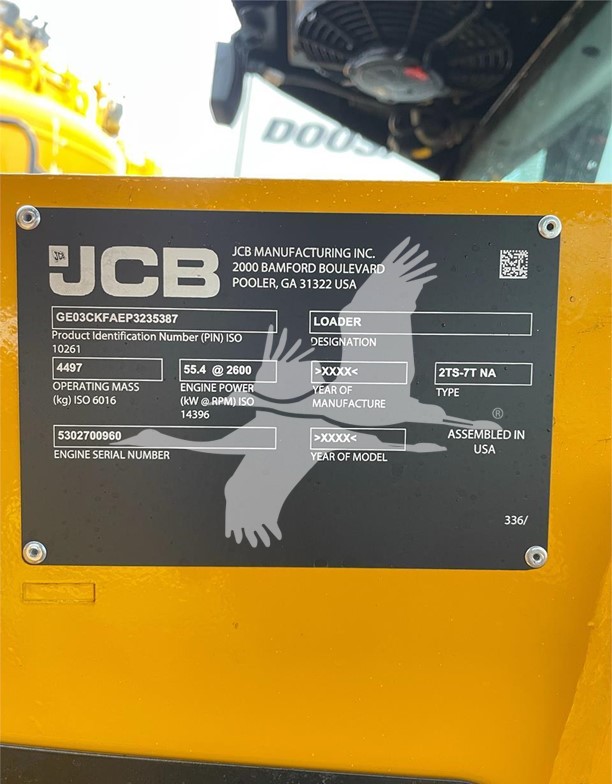 DOOS
JCB
JCB MANUFACTURING INC.
2000 BAMFORD BOULEVARD
POOLER, GA 31322 USA
GE03CKFAEP3235387
Product Identification Number (PIN) ISO
10261
LOADER
DESIGNATION
4497
OPERATING MASS
(kg) ISO 6016
55.4 @ 2600
ENGINE POWER
(kW @ RPM) ISO
14396
>XXXX<
YEAR OF
MANUFACTURE
2TS-7T NA
TYPE
5302700960
ENGINE SERIAL NUMBER
>XXXX<
YEAR OF MODEL
®
ASSEMBLED IN
USA
336/